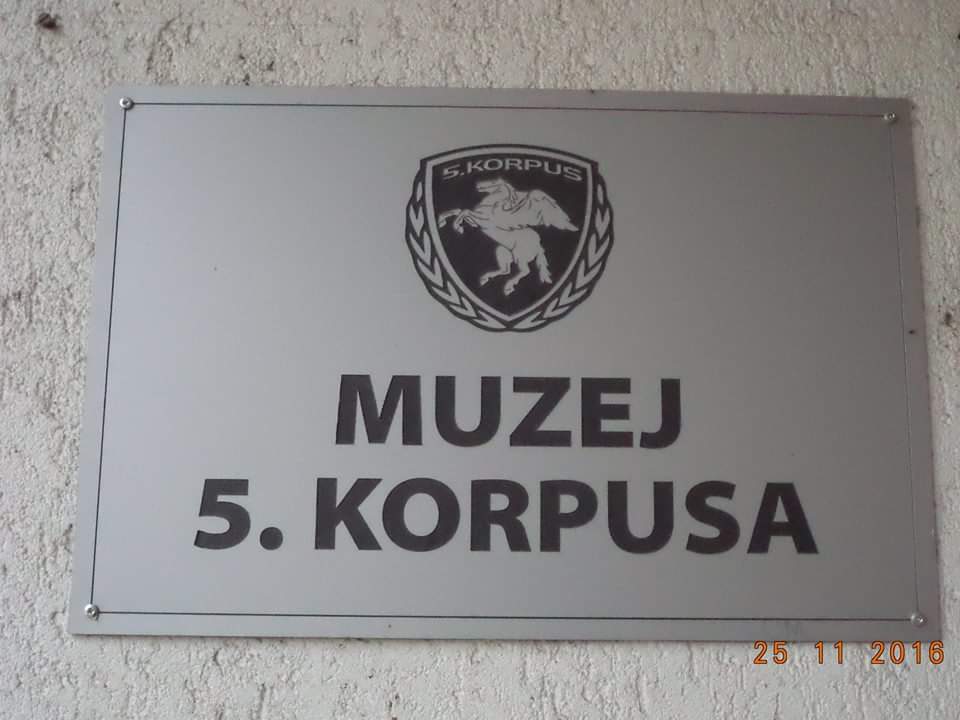 5.KORPUS
MUZEJ
5. KORPUSA
25 11 2016